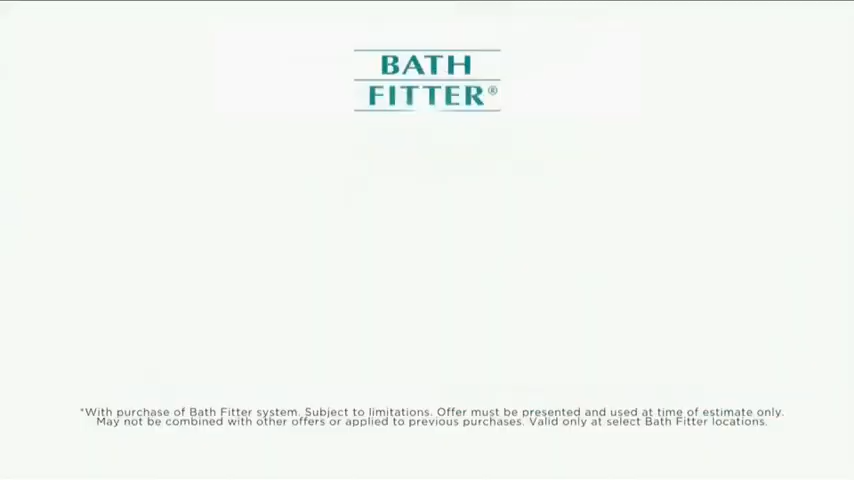 BATH
FITTER®
*With purchase of Bath Fitter system. Subject to limitations. Offer must be presented and used at time of estimate only.
May not be combined with other offers or applied to previous purchases. Valid only at select Bath Fitter locations.